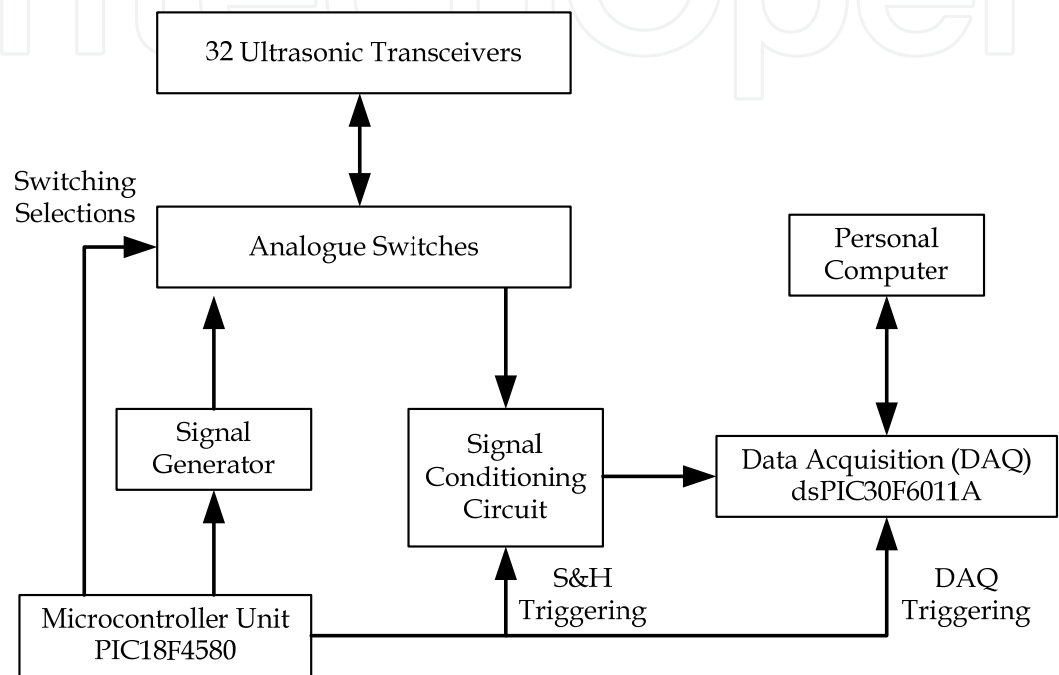 32 Ultrasonic Transceivers
Switching
Selections
Analogue Switches
Personal
Computer
Signal
Generator
Signal
Conditioning
Circuit
Data Acquisition (DAQ)
dsPIC30F6011A
S&H
Triggering
DAQ
Triggering
Microcontroller Unit
PIC18F4580